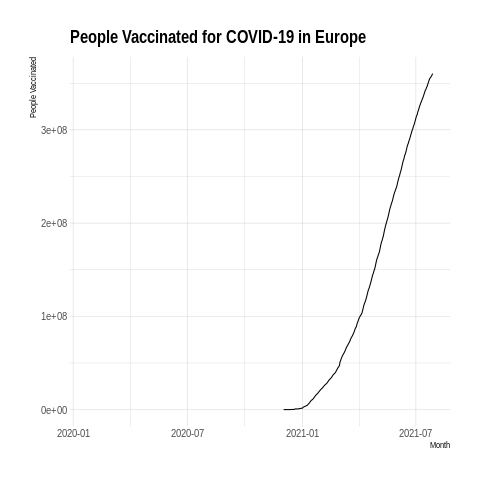 People Vaccinated for COVID-19 in Europe
People Vaccinated
3e+08
2e+08
1e+08
0e+00
2020-01 2020-07 2021-01 2021-07
Month